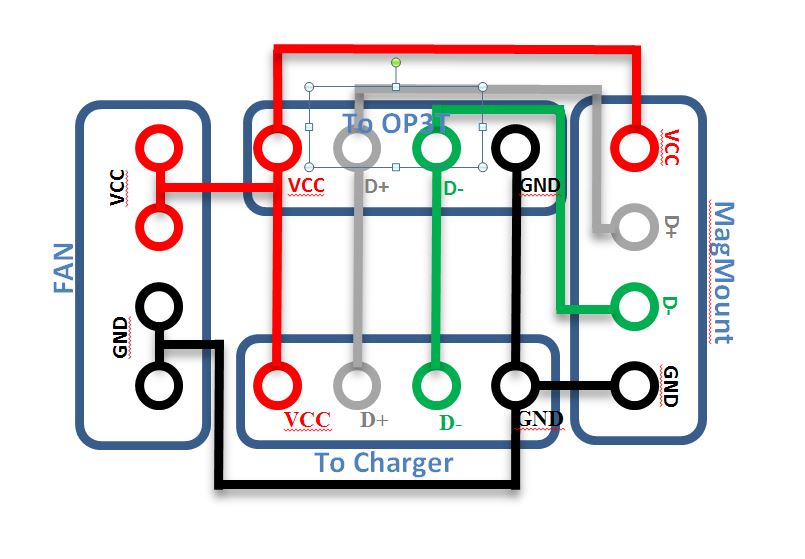 To OP3T
VCC
D+
D-
GND
FAN
VCC
GND
VCC
D+
D-
GND
MagMount
VCC
D+
D-
GND
To Charger